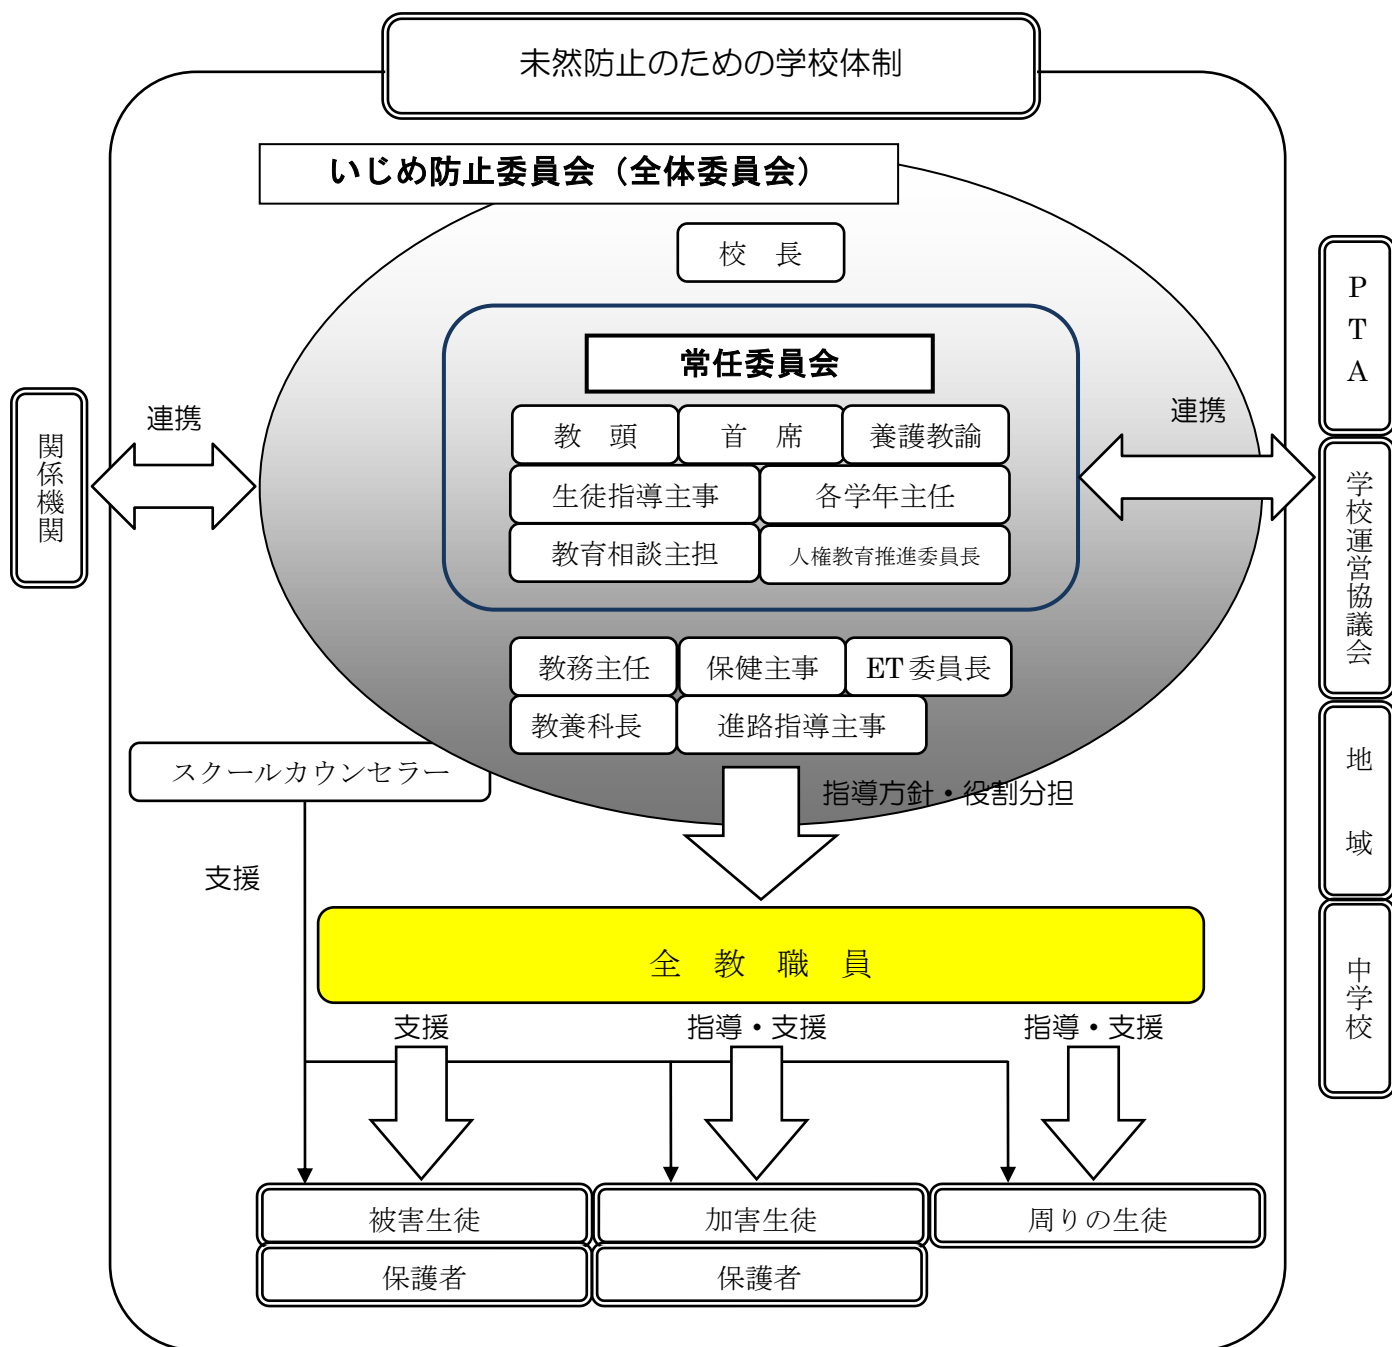 未然防止のための学校体制
いじめ防止委員会（全体委員会）
校　長
常任委員会
教　頭
首　席
養護教諭
生徒指導主事
各学年主任
教育相談主担
人権教育推進委員長
教務主任
保健主事
ET委員長
教養科長
進路指導主事
関係機関
連携
連携
PTA
学校運営協議会
地　域
中学校
スクールカウンセラー
指導方針・役割分担
支援
全　教　職　員
支援
指導・支援
指導・支援
被害生徒
加害生徒
周りの生徒
保護者
保護者